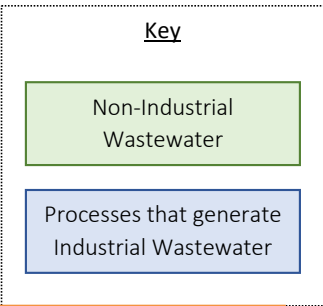 Key
Non-Industrial
Wastewater
Processes that generate
Industrial Wastewater